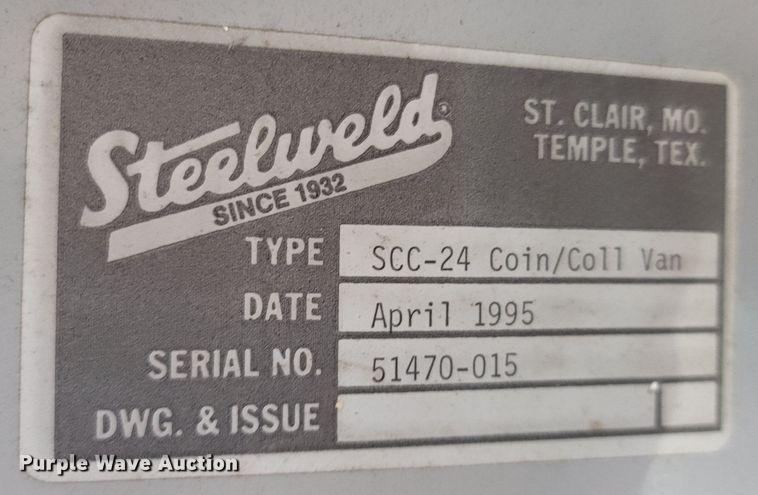 Steelweld®
SINCE 1932
ST. CLAIR, MO.
TEMPLE, TEX.
TYPE SCC-24 Coin/Coll Van
DATE April 1995
SERIAL NO. 51470-015
DWG. & ISSUE
Purple Wave Auction